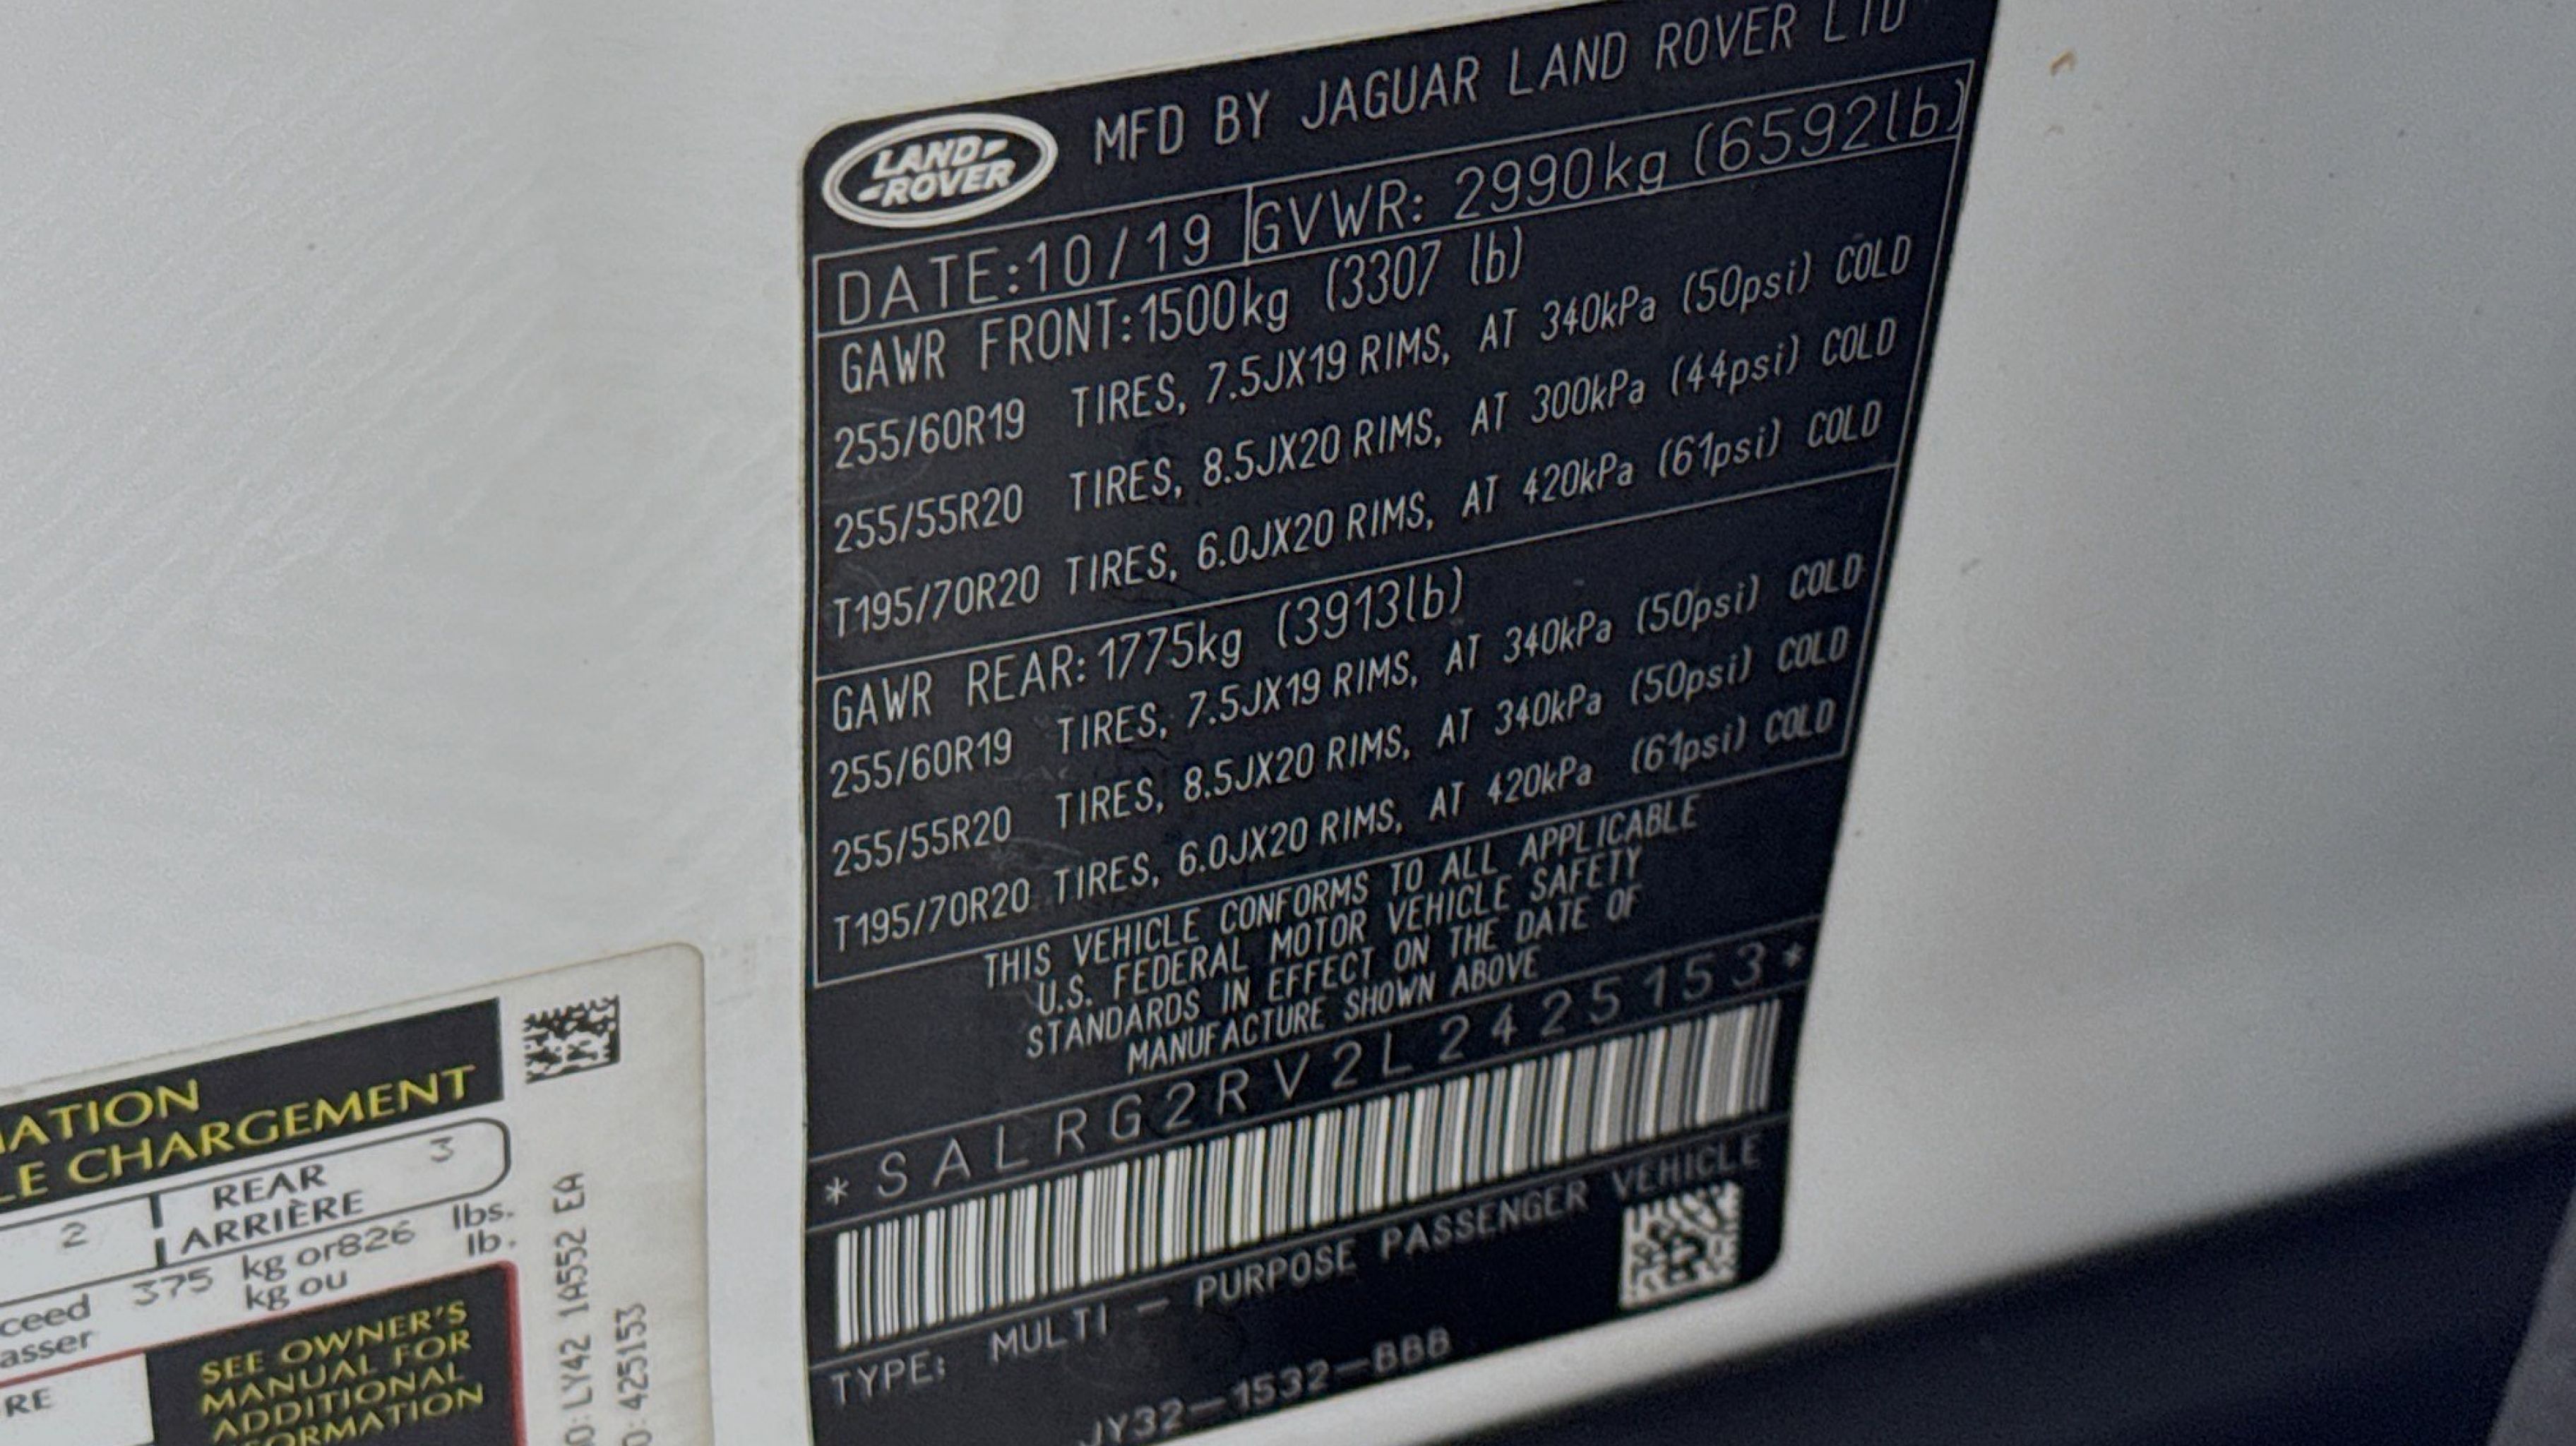 LAND-
-ROVER
MFD BY JAGUAR LAND ROVER LTD
DATE:10/19 GVWR: 2990kg (6592lb)
GAWR FRONT:1500kg (3307 lb)
255/60R19 TIRES, 7.5JX19 RIMS, AT 340kPa (50psi) COLD
255/55R20 TIRES, 8.5JX20 RIMS, AT 300kPa (44psi) COLD
T195/70R20 TIRES, 6.0JX20 RIMS, AT 420kPa (61psi) COLD
GAWR REAR:1775kg (3913lb)
255/60R19 TIRES, 7.5JX19 RIMS, AT 340kPa (50psi) COLD
255/55R20 TIRES, 8.5JX20 RIMS, AT 340kPa (50psi) COLD
T195/70R20 TIRES, 6.0JX20 RIMS, AT 420kPa (61psi) COLD
THIS VEHICLE CONFORMS TO ALL APPLICABLE
U.S. FEDERAL MOTOR VEHICLE SAFETY
STANDARDS IN EFFECT ON THE DATE OF
MANUFACTURE SHOWN ABOVE
*SALRG2RV2L2425153*
TYPE: MULTI - PURPOSE PASSENGER VEHICLE
JY32-1532-BBB
MATION
LE CHARGEMENT
2 REAR 3
ARRIÈRE
ceed 375 kg or826 lbs.
asser kg ou lb.
RE
SEE OWNER'S
MANUAL FOR
ADDITIONAL
FORMATION
O:LY42 1A552 EA
O:425153